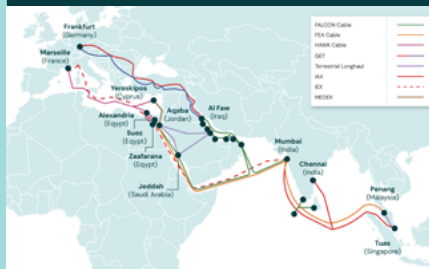 Frankfurt
(Germany)
Marseille
(France)
Yeroskipos
(Cyprus)
Alexandria
(Egypt)
Suez
(Egypt)
Zaafarana
(Egypt)
Jeddah
(Saudi Arabia)
Aqaba
(Jordan)
Al Faw
(Iraq)
Mumbai
(India)
Chennai
(India)
Penang
(Malaysia)
Tuas
(Singapore)
FALCON Cable
FEA Cable
HAWK Cable
Terrestrial Longhaul
IAX
IEX
MEDEX